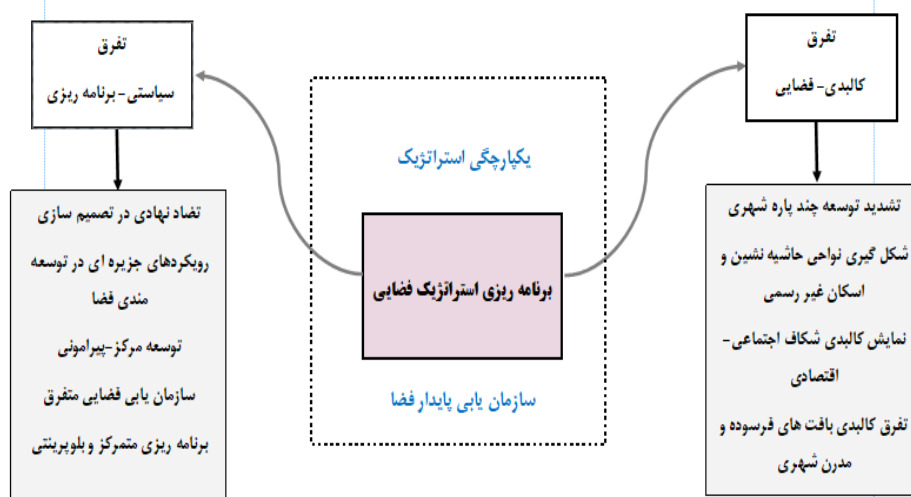 تفرق
کالبدی- فضایی
تشدید توسعه چند پاره شهری
شکل گیری نواحی حاشیه نشین و
اسکان غیر رسمی
نمایش کالبدی شکاف اجتماعی-
اقتصادی
تفرق کالبدی بافت های فرسوده و
مدرن شهری
یکپارچگی استراتژیک
برنامه ریزی استراتژیک فضایی
سازمان یابی پایدار فضا
تفرق
سیاستی- برنامه ریزی
تضاد نهادی در تصمیم سازی
رویکردهای جزیره ای در توسعه
مندی فضا
توسعه مرکز-پیرامونی
سازمان یابی فضایی متفرق
برنامه ریزی متمرکز و بلوپرینتی